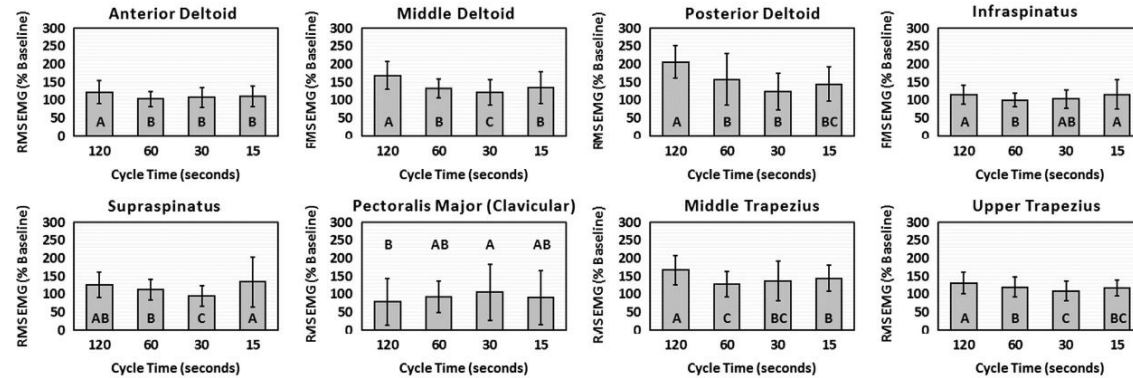 Anterior Deltoid
RMSEMG (% Baseline)
300
250
200
150
100
50
0
A B B B
120 60 30 15
Cycle Time (seconds)
Middle Deltoid
RMSEMG (% Baseline)
300
250
200
150
100
50
0
A B C B
120 60 30 15
Cycle Time (seconds)
Posterior Deltoid
RMSEMG (% Baseline)
300
250
200
150
100
50
0
A B B BC
120 60 30 15
Cycle Time (seconds)
Infraspinatus
RMSEMG (% Baseline)
300
250
200
150
100
50
0
A B AB A
120 60 30 15
Cycle Time (seconds)
Supraspinatus
RMSEMG (% Baseline)
300
250
200
150
100
50
0
AB B C A
120 60 30 15
Cycle Time (seconds)
Pectoralis Major (Clavicular)
RMSEMG (% Baseline)
300
250
200
150
100
50
0
B AB A AB
120 60 30 15
Cycle Time (seconds)
Middle Trapezius
RMSEMG (% Baseline)
300
250
200
150
100
50
0
A C BC B
120 60 30 15
Cycle Time (seconds)
Upper Trapezius
RMSEMG (% Baseline)
300
250
200
150
100
50
0
A B C BC
120 60 30 15
Cycle Time (seconds)